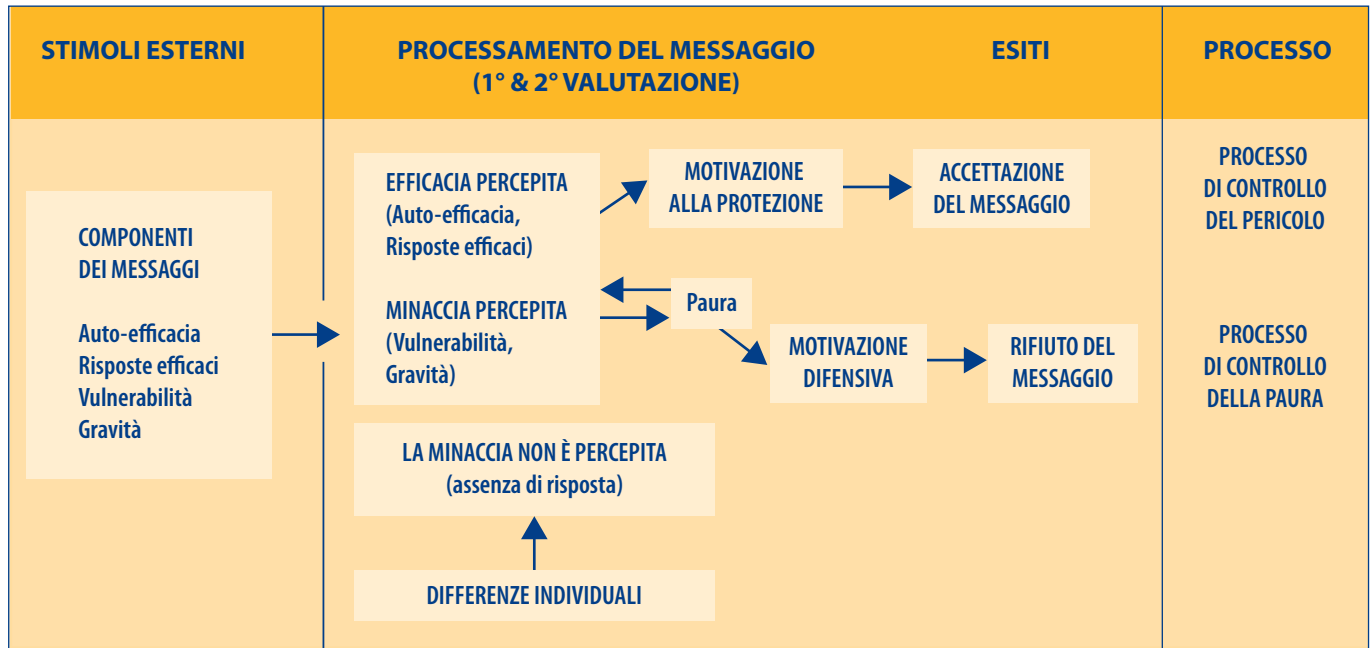 STIMOLI ESTERNI
PROCESSAMENTO DEL MESSAGGIO
(1° & 2° VALUTAZIONE)
ESITI
PROCESSO
COMPONENTI
DEI MESSAGGI
Auto-efficacia
Risposte efficaci
Vulnerabilità
Gravità
EFFICACIA PERCEPITA
(Auto-efficacia,
Risposte efficaci)
MINACCIA PERCEPITA
(Vulnerabilità,
Gravità)
MOTIVAZIONE
ALLA PROTEZIONE
ACCETTAZIONE
DEL MESSAGGIO
Paura
MOTIVAZIONE
DIFENSIVA
RIFIUTO DEL
MESSAGGIO
LA MINACCIA NON È PERCEPITA
(assenza di risposta)
DIFFERENZE INDIVIDUALI
PROCESSO
DI CONTROLLO
DEL PERICOLO
PROCESSO
DI CONTROLLO
DELLA PAURA